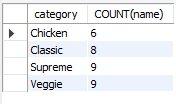 category COUNT(name)
Chicken 6
Classic 8
Supreme 9
Veggie 9